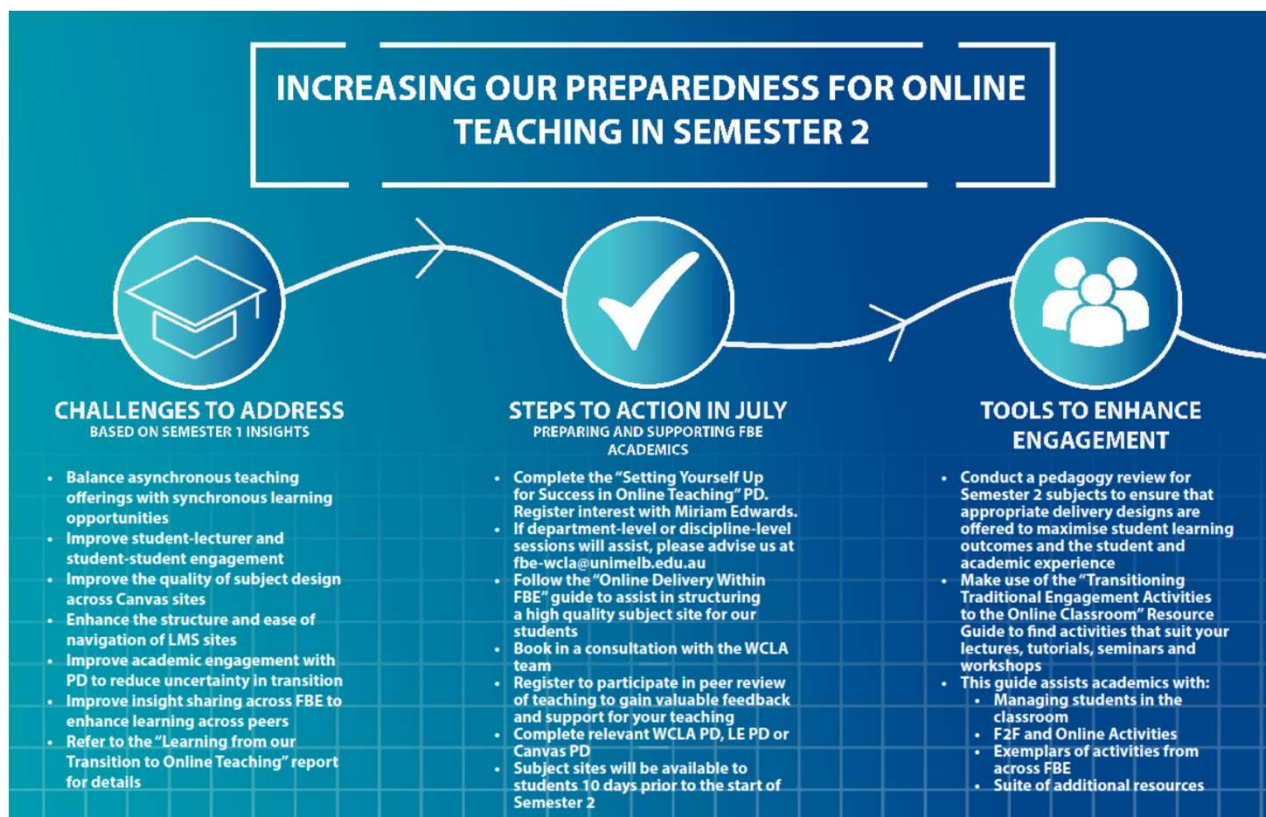 INCREASING OUR PREPAREDNESS FOR ONLINE
TEACHING IN SEMESTER 2
CHALLENGES TO ADDRESS
BASED ON SEMESTER 1 INSIGHTS
• Balance asynchronous teaching
offerings with synchronous learning
opportunities
• Improve student-lecturer and
student-student engagement
• Improve the quality of subject design
across Canvas sites
• Enhance the structure and ease of
navigation of LMS sites
• Improve academic engagement with
PD to reduce uncertainty in transition
• Improve insight sharing across FBE to
enhance learning across peers
• Refer to the “Learning from our
Transition to Online Teaching” report
for details
STEPS TO ACTION IN JULY
PREPARING AND SUPPORTING FBE
ACADEMICS
• Complete the “Setting Yourself Up
for Success in Online Teaching” PD.
Register interest with Miriam Edwards.
• If department-level or discipline-level
sessions will assist, please advise us at
fbe-wcla@unimelb.edu.au
• Follow the “Online Delivery Within
FBE” guide to assist in structuring
a high quality subject site for our
students
• Book in a consultation with the WCLA
team
• Register to participate in peer review
of teaching to gain valuable feedback
and support for your teaching
• Complete relevant WCLA PD, LE PD or
Canvas PD
• Subject sites will be available to
students 10 days prior to the start of
Semester 2
TOOLS TO ENHANCE
ENGAGEMENT
• Conduct a pedagogy review for
Semester 2 subjects to ensure that
appropriate delivery designs are
offered to maximise student learning
outcomes and the student and
academic experience
• Make use of the “Transitioning
Traditional Engagement Activities
to the Online Classroom” Resource
Guide to find activities that suit your
lectures, tutorials, seminars and
workshops
• This guide assists academics with:
• Managing students in the
classroom
• F2F and Online Activities
• Exemplars of activities from
across FBE
• Suite of additional resources